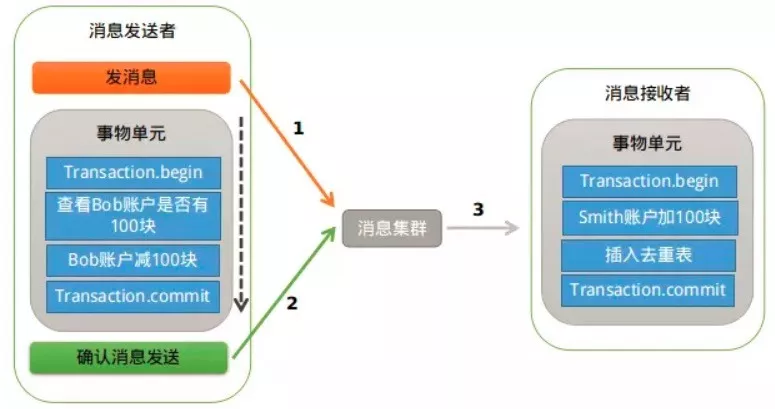 消息发送者
发消息
事物单元
Transaction.begin
查看Bob账户是否有
100块
Bob账户减100块
Transaction.commit
确认消息发送
1
2
消息集群
3
消息接收者
事物单元
Transaction.begin
Smith账户加100块
插入去重表
Transaction.commit